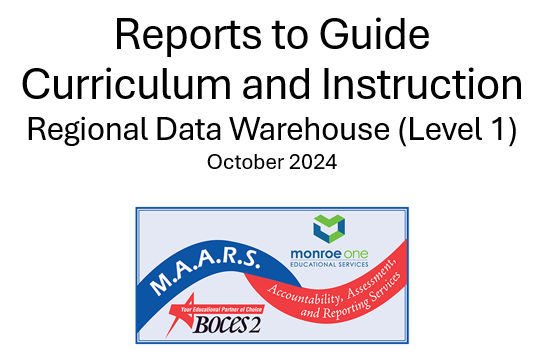 Reports to Guide
Curriculum and Instruction
Regional Data Warehouse (Level 1)
October 2024
M.A.A.R.S.
monroe one
EDUCATIONAL SERVICES
Accountability, Assessment,
and Reporting Services
Your Educational Partner of Choice
BOCES 2